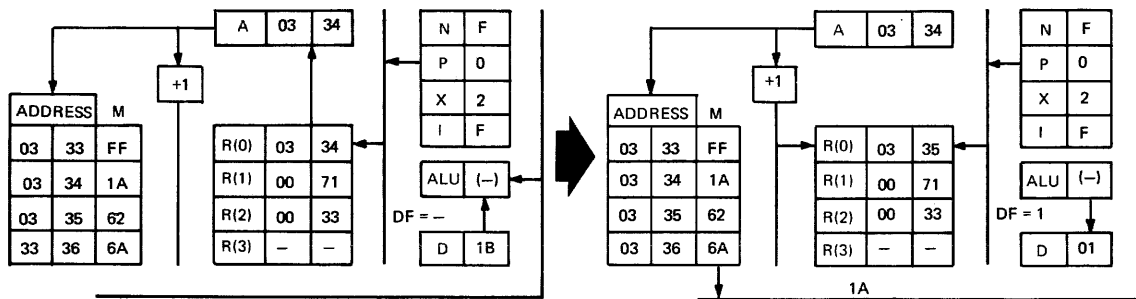 A 03 34
N F
P 0
X 2
I F
+1
ADDRESS M
03 33 FF
03 34 1A
03 35 62
33 36 6A
R(0) 03 34
R(1) 00 71
R(2) 00 33
R(3) – –
ALU (–)
DF = –
D 1B
A 03 34
N F
P 0
X 2
I F
+1
ADDRESS M
03 33 FF
03 34 1A
03 35 62
03 36 6A
R(0) 03 35
R(1) 00 71
R(2) 00 33
R(3) – –
ALU (–)
DF = 1
D 01
1A